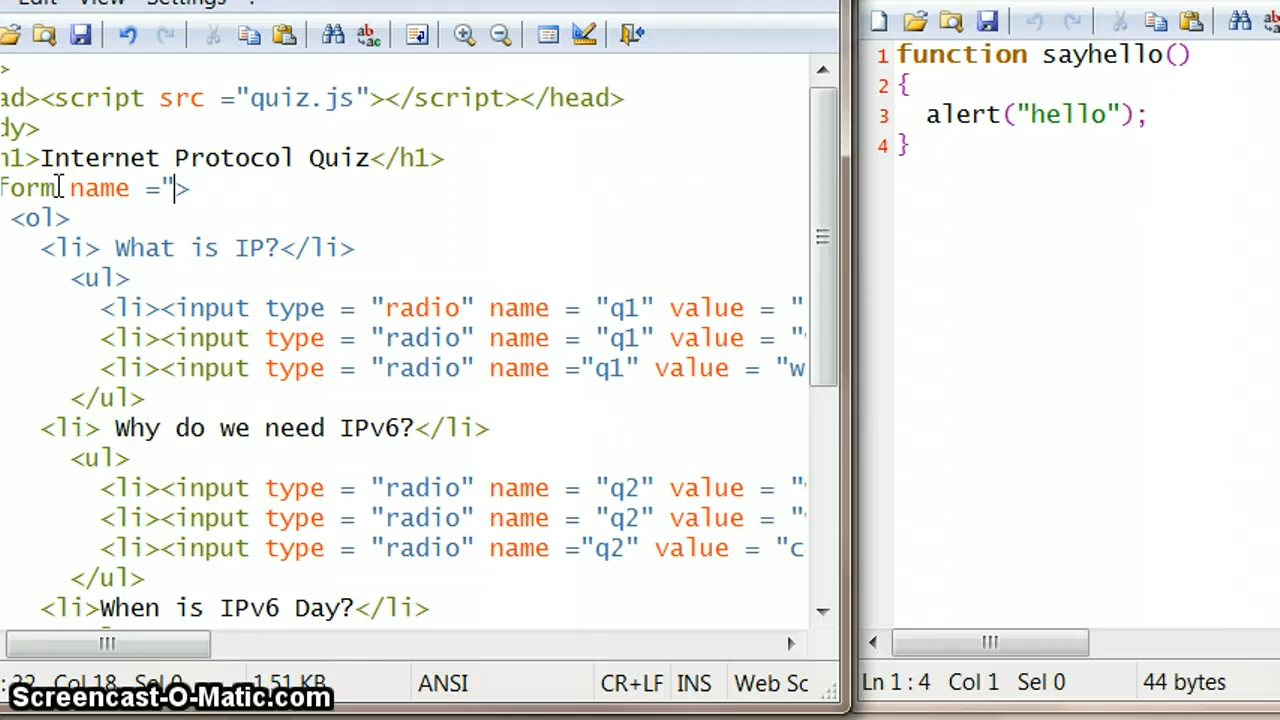 ad><script src ="quiz.js"></script></head>
dy>
h1>Internet Protocol Quiz</h1>
form name =">
<ol>
<li> What is IP?</li>
<ul>
<li><input type = "radio" name = "q1" value = "
<li><input type = "radio" name = "q1" value = "
<li><input type = "radio" name ="q1" value = "w
</ul>
<li> Why do we need IPv6?</li>
<ul>
<li><input type = "radio" name = "q2" value = "
<li><input type = "radio" name = "q2" value = "
<li><input type = "radio" name ="q2" value = "c
</ul>
<li>When is IPv6 Day?</li>
Col 18 Sel 0 1.51 KB ANSI CR+LF INS Web Sc
1 function sayhello()
2 {
3 alert("hello");
4 }
Ln 1 : 4 Col 1 Sel 0 44 bytes
Screencast-O-Matic.com